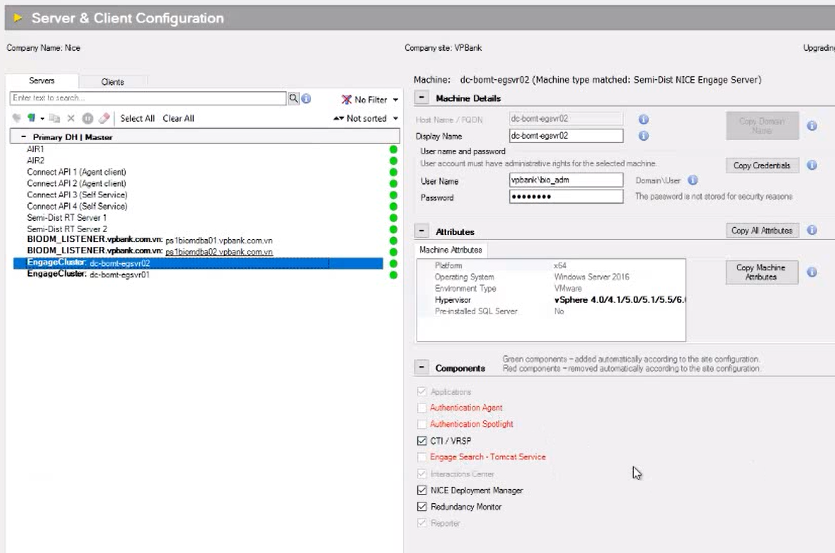 Server & Client Configuration
Company Name: Nice
Company site: VPBank
Upgrading
Servers
Clients
Enter text to search...
No Filter
Select All
Clear All
Not sorted
Primary DH | Master
AIR1
AIR2
Connect API 1 (Agent client)
Connect API 2 (Agent client)
Connect API 3 (Self Service)
Connect API 4 (Self Service)
Semi-Dist RT Server 1
Semi-Dist RT Server 2
BIODM_LISTENER.vpbank.com.vn: ps1biomdba01.vpbank.com.vn
BIODM_LISTENER.vpbank.com.vn: ps1biomdba02.vpbank.com.vn
EngageCluster: dc-bomt-egsvr02
EngageCluster: dc-bomt-egsvr01
Machine: dc-bomt-egsvr02 (Machine type matched: Semi-Dist NICE Engage Server)
Machine Details
Host Name / FQDN
dc-bomt-egsvr02
Copy Domain Name
Display Name
dc-bomt-egsvr02
User name and password
User account must have administrative rights for the selected machine.
Copy Credentials
User Name
vpbank\bio_adm
Domain\User
Password
The password is not stored for security reasons
Attributes
Copy All Attributes
Machine Attributes
Platform x64
Operating System Windows Server 2016
Environment Type VMware
Hypervisor vSphere 4.0/4.1/5.0/5.1/5.5/6.
Pre-installed SQL Server No
Copy Machine Attributes
Components
Green components - added automatically according to the site configuration.
Red components - removed automatically according to the site configuration.
Applications
Authentication Agent
Authentication Spotlight
CTI / VRSP
Engage Search - Tomcat Service
Interactions Center
NICE Deployment Manager
Redundancy Monitor
Reporter